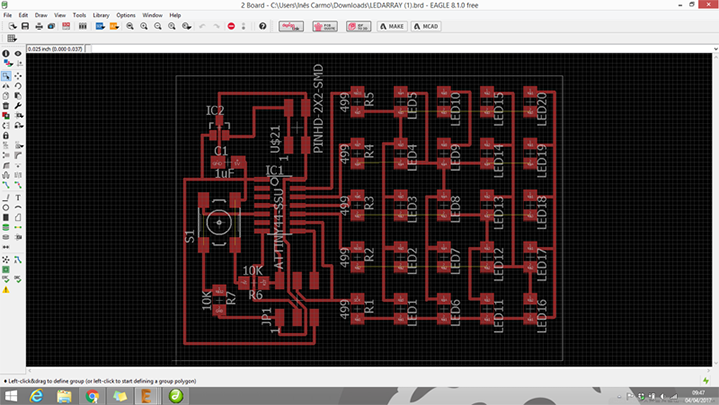 2 Board - C:\Users\Inês Carmo\Downloads\LEDARRAY (1).brd - EAGLE 8.1.0 free
File Edit Draw View Tools Library Options Window Help
MAKE
MCAD
0.025 inch (0.000 0.037)
IC2
C1
1uF
U$21
1
PINHD-2X2-SMD
IC1
ATTINY44-SSU
S1
10K
R6
10K
R7
JP1
1
499
R5
LED5
LED10
LED15
LED20
499
R4
LED4
LED9
LED14
LED19
499
R3
LED3
LED8
LED13
LED18
499
R2
LED2
LED7
LED12
LED17
499
R1
LED1
LED6
LED11
LED16
Left-click&drag to define group (or left-click to start defining a group polygon)
09:47
04/04/2017